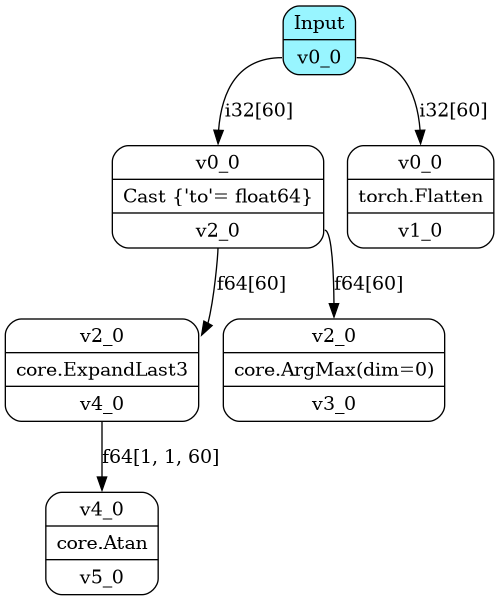 Input
v0_0
i32[60]
i32[60]
v0_0
Cast {'to'= float64}
v2_0
v0_0
torch.Flatten
v1_0
f64[60]
f64[60]
v2_0
core.ExpandLast3
v4_0
v2_0
core.ArgMax(dim=0)
v3_0
f64[1, 1, 60]
v4_0
core.Atan
v5_0